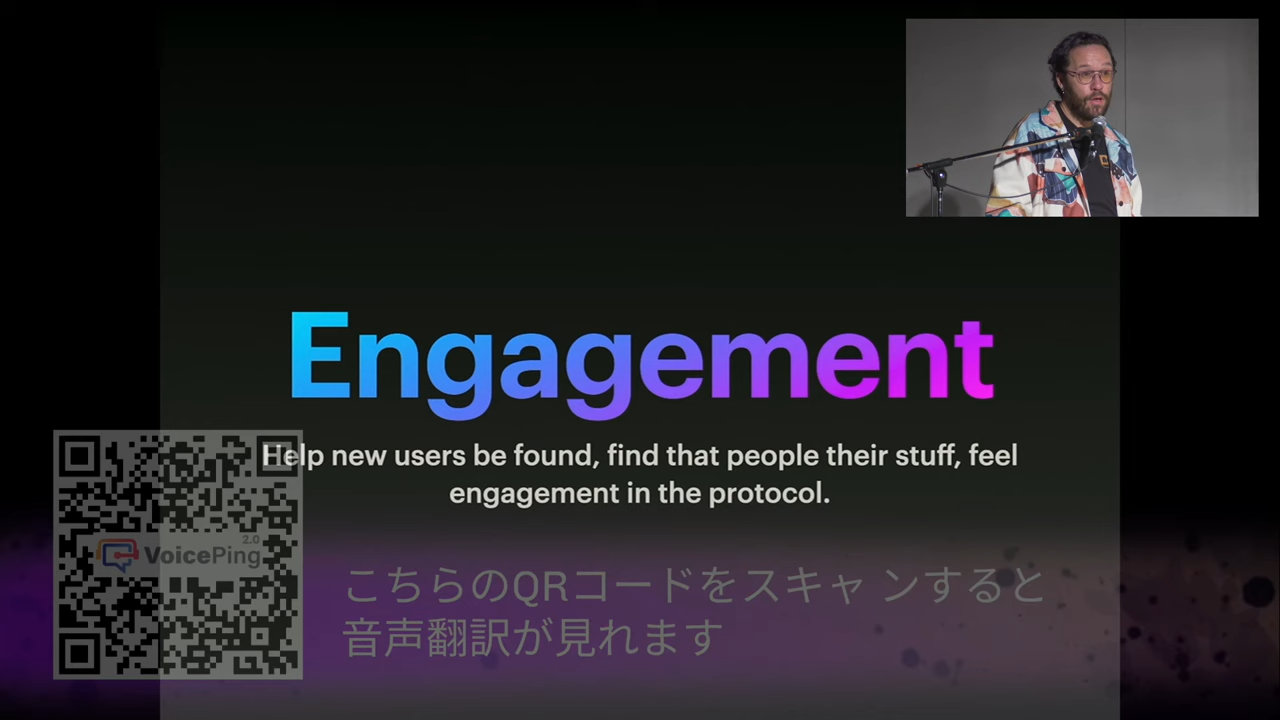 Engagement
Help new users be found, find that people their stuff, feel
engagement in the protocol.
VoicePing 2.0
こちらのQRコードをスキャンすると
音声翻訳が見れます